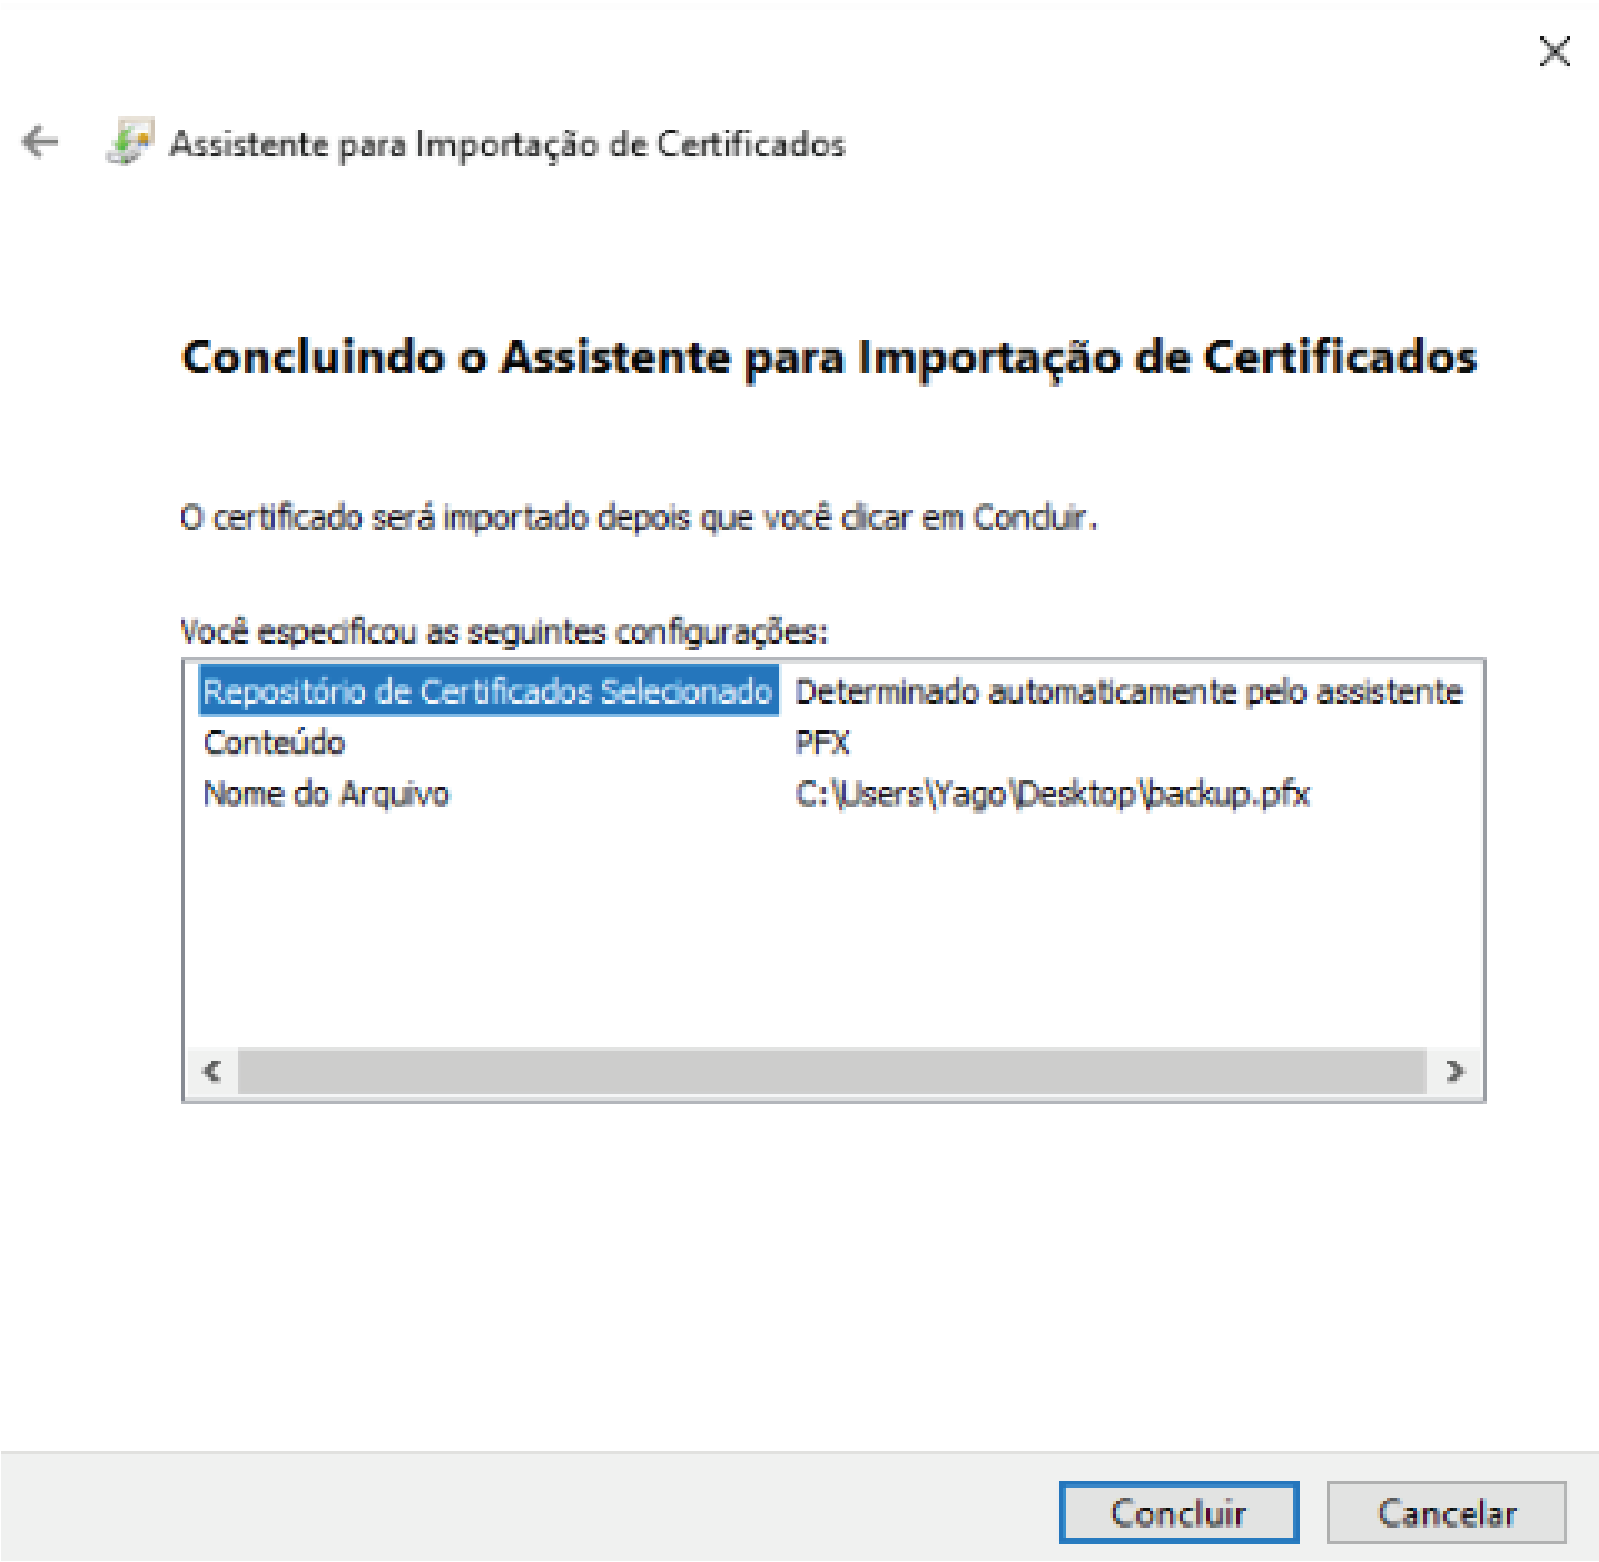 Assistente para Importação de Certificados
Concluindo o Assistente para Importação de Certificados
O certificado será importado depois que você clicar em Concluir.
Você especificou as seguintes configurações:
Repositório de Certificados Selecionado Determinado automaticamente pelo assistente
Conteúdo PFX
Nome do Arquivo C:\Users\Yago\Desktop\backup.pfx
Concluir Cancelar